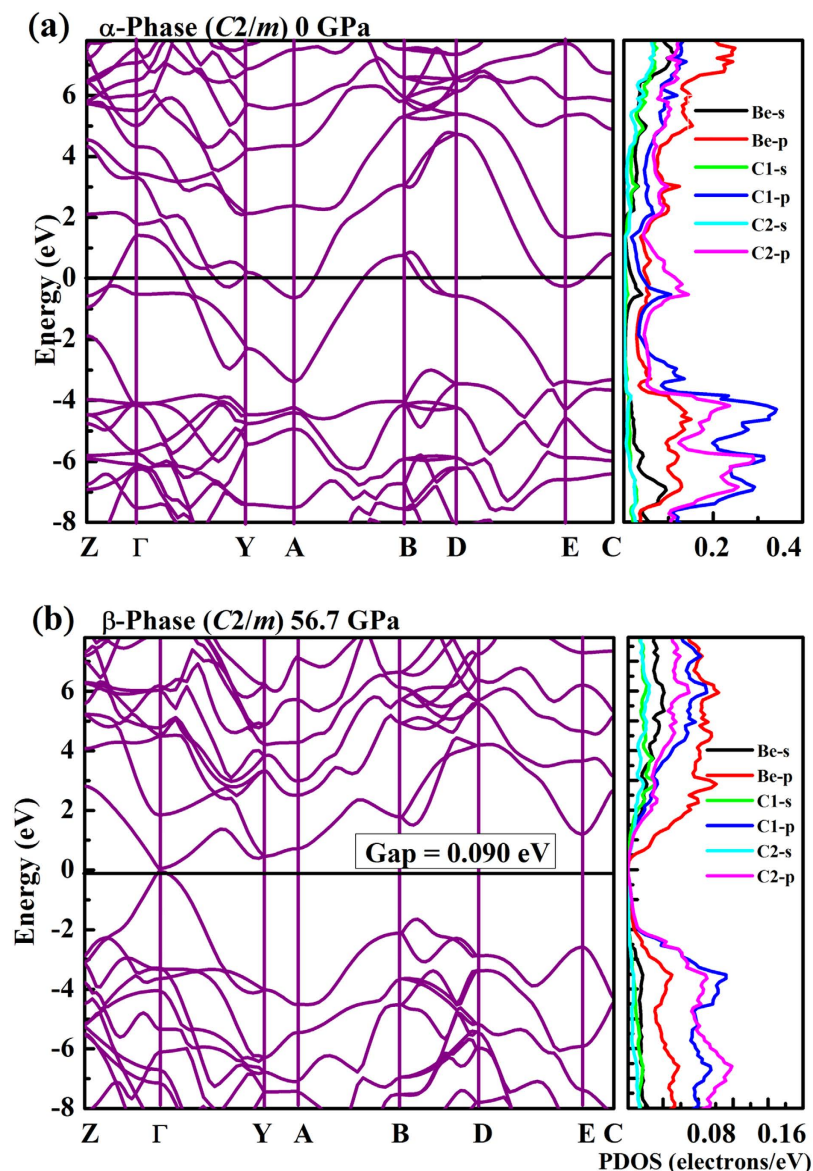 (a) α-Phase (C2/m) 0 GPa
Energy (eV)
6
4
2
0
-2
-4
-6
-8
Z Γ Y A B D E C
Be-s
Be-p
C1-s
C1-p
C2-s
C2-p
0.2 0.4
(b) β-Phase (C2/m) 56.7 GPa
Energy (eV)
6
4
2
0
-2
-4
-6
-8
Gap = 0.090 eV
Z Γ Y A B D E C
Be-s
Be-p
C1-s
C1-p
C2-s
C2-p
0.08 0.16
PDOS (electrons/eV)